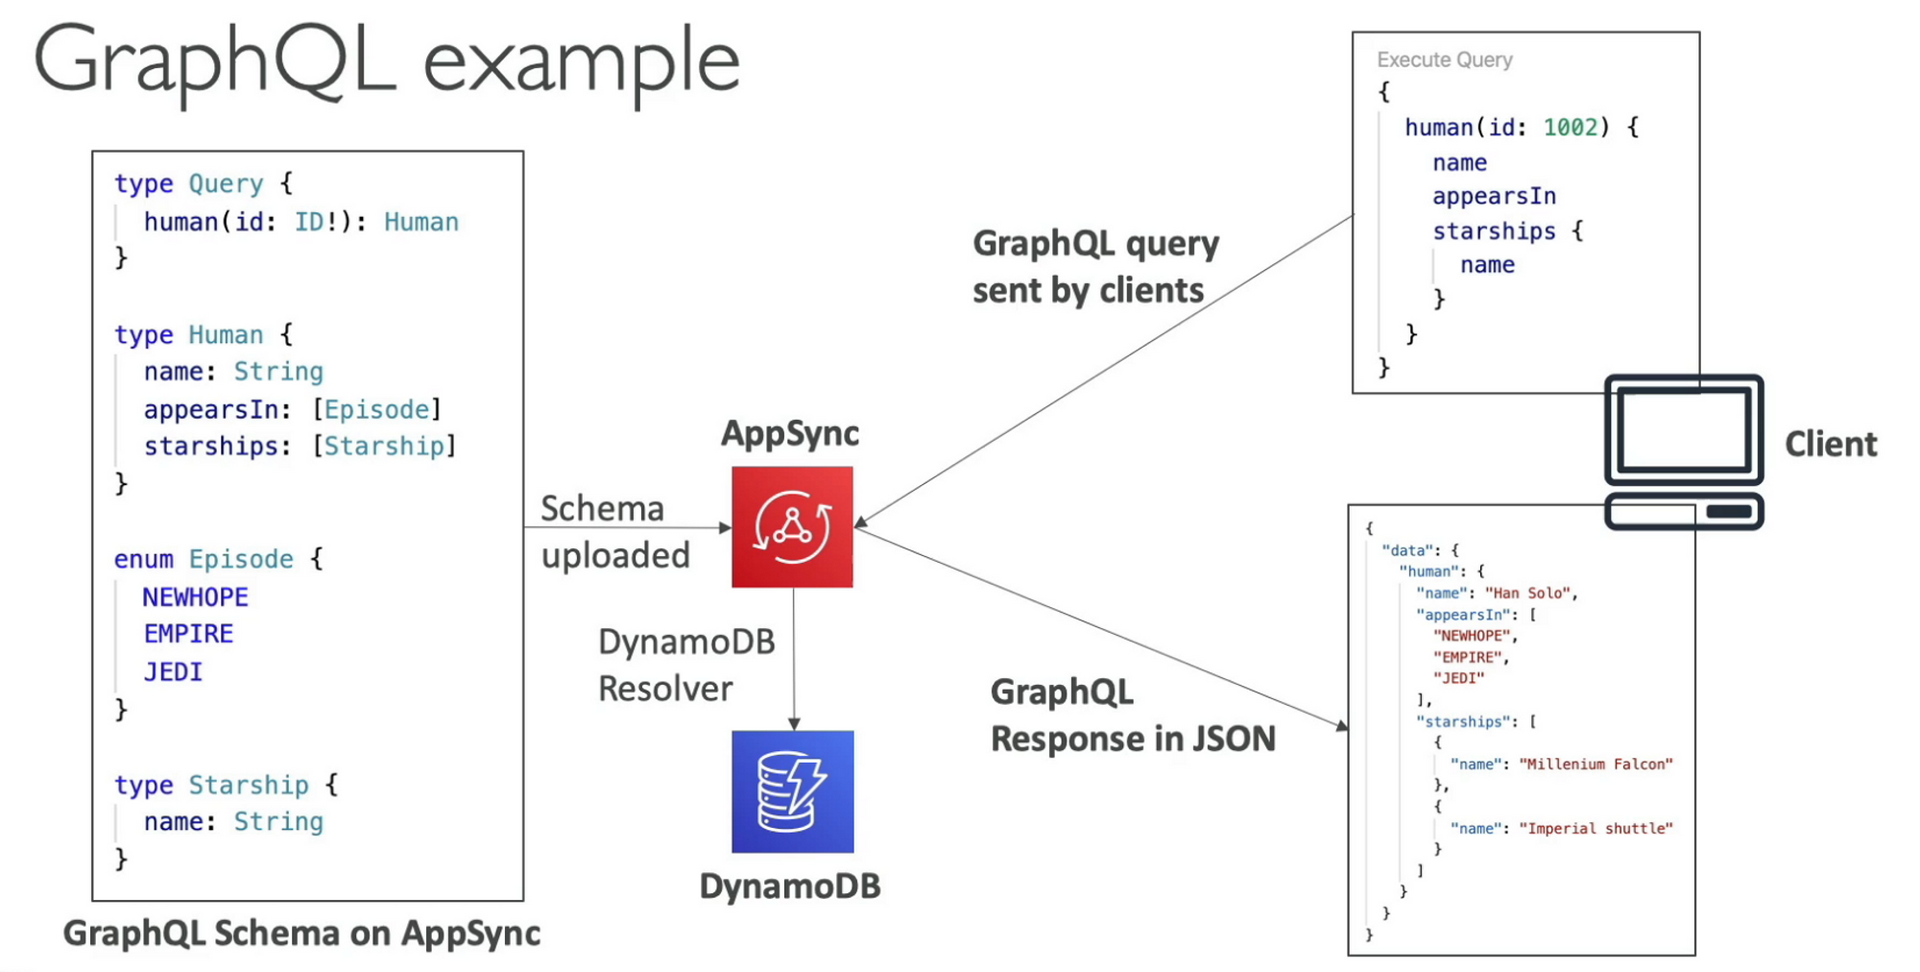 GraphQL example
type Query {
human(id: ID!): Human
}
type Human {
name: String
appearsIn: [Episode]
starships: [Starship]
}
enum Episode {
NEWHOPE
EMPIRE
JEDI
}
type Starship {
name: String
}
GraphQL Schema on AppSync
Schema
uploaded
AppSync
DynamoDB
Resolver
DynamoDB
GraphQL query
sent by clients
Execute Query
{
human(id: 1002) {
name
appearsIn
starships {
name
}
}
}
Client
GraphQL
Response in JSON
{
"data": {
"human": {
"name": "Han Solo",
"appearsIn": [
"NEWHOPE",
"EMPIRE",
"JEDI"
],
"starships": [
{
"name": "Millenium Falcon"
},
{
"name": "Imperial shuttle"
}
]
}
}
}